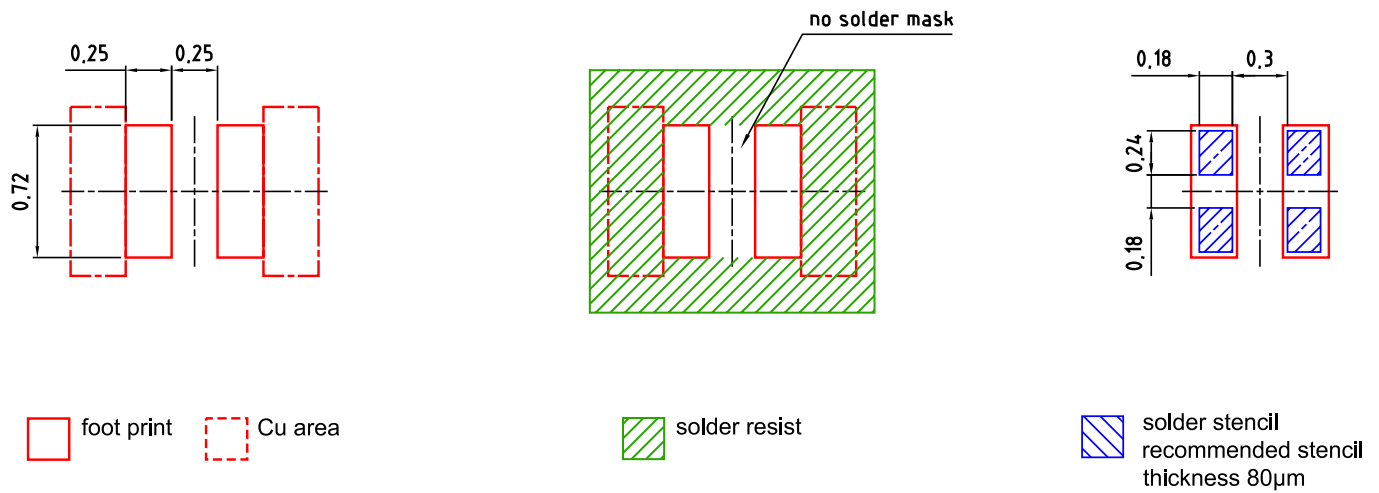 no solder mask
0,25
0,25
0,72
0,18
0,3
0,24
0,18
foot print
Cu area
solder resist
solder stencil
recommended stencil
thickness 80µm